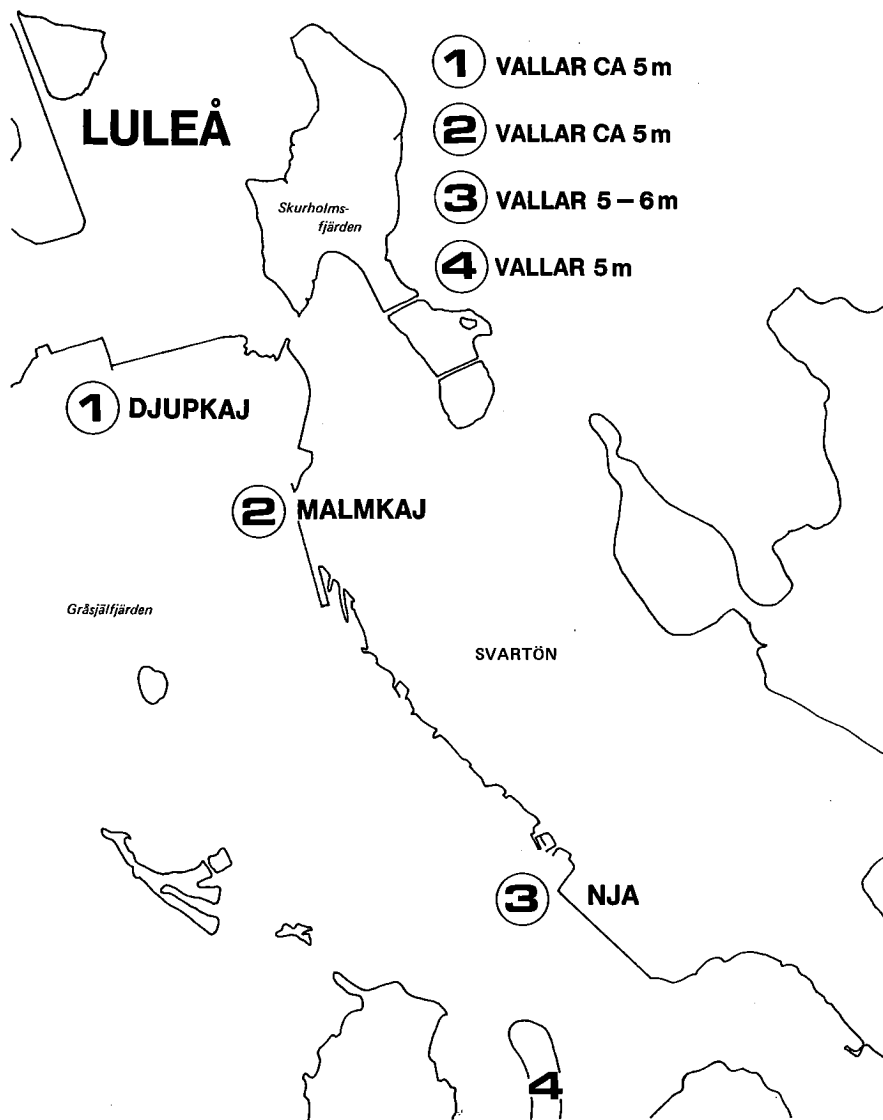 1 VALLAR CA 5 m
LULEÅ
2 VALLAR CA 5 m
3 VALLAR 5 – 6 m
Skurholms-
fjärden
4 VALLAR 5 m
1 DJUPKAJ
2 MALMKAJ
Gråsjälfjärden
SVARTÖN
3 NJA
4